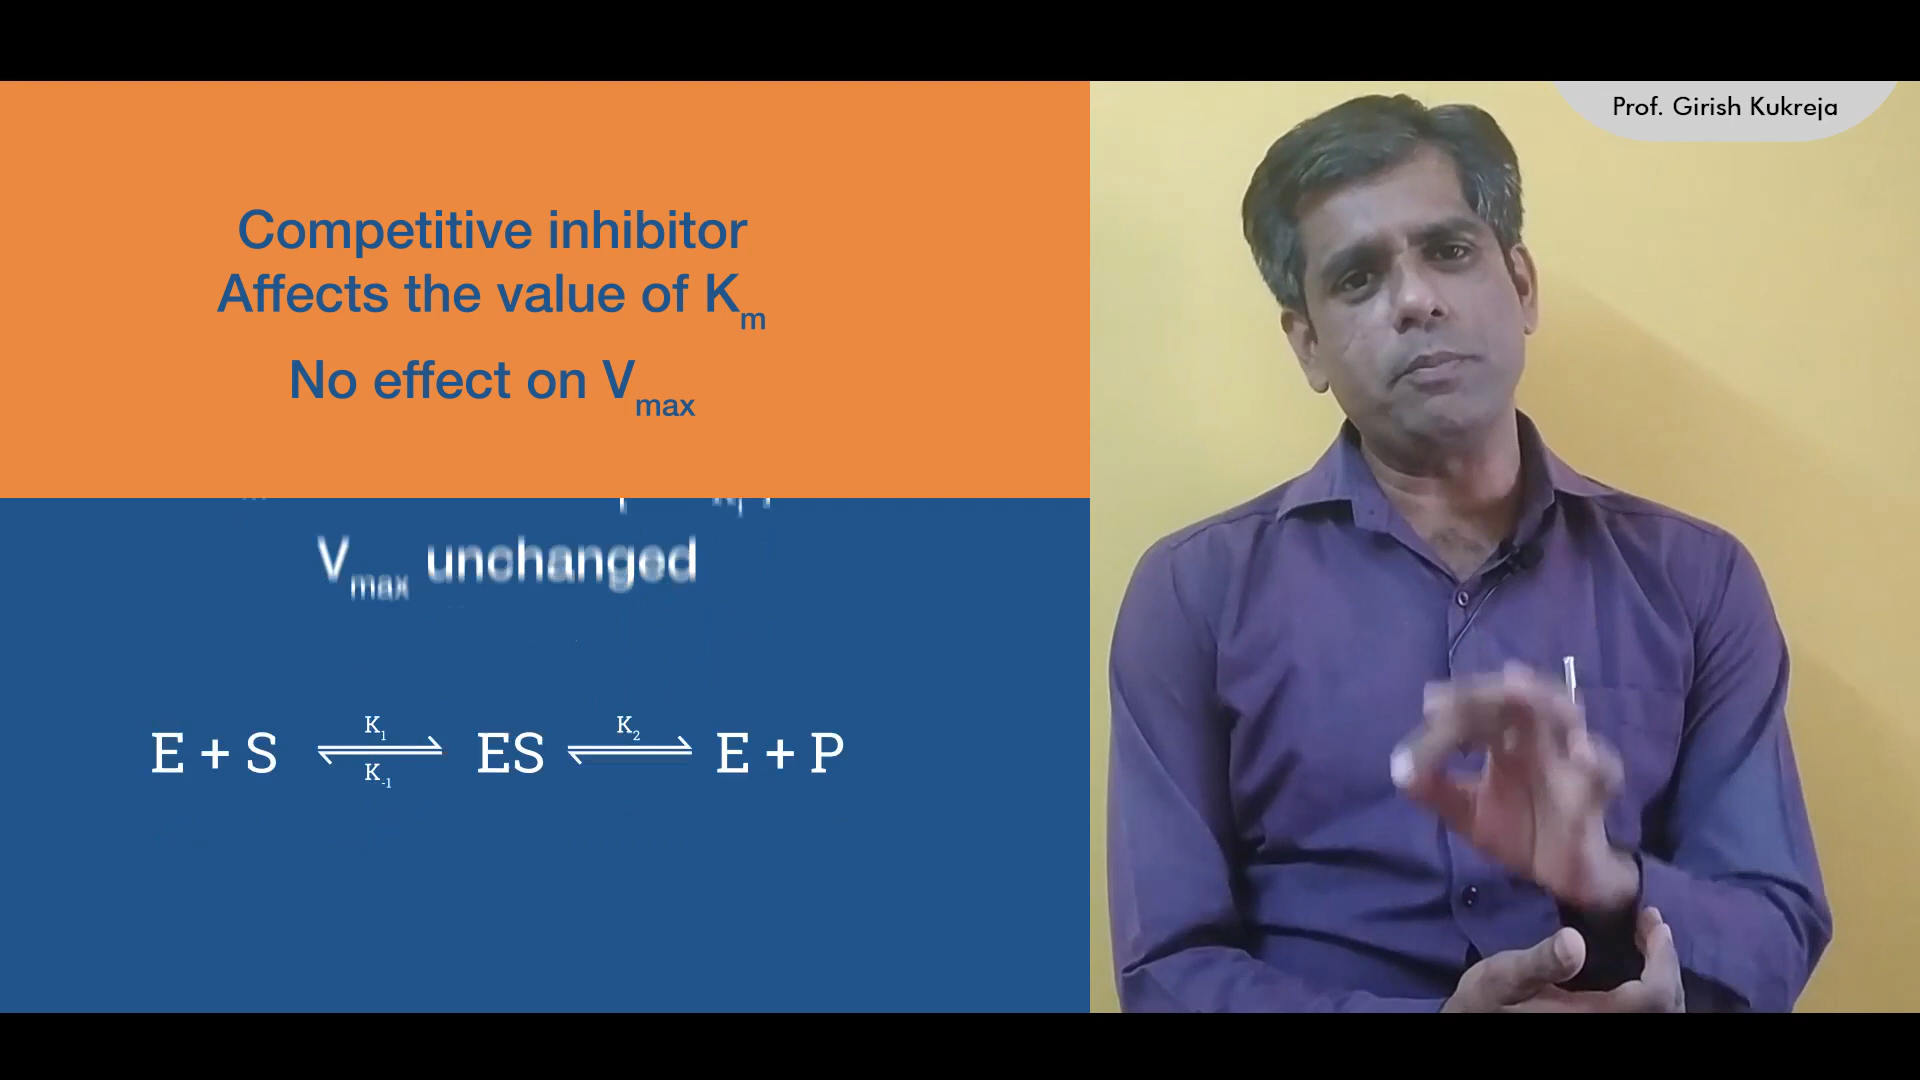 Prof. Girish Kukreja
Competitive inhibitor
Affects the value of Km
No effect on Vmax
Vmax unchanged
K1 K2
E + S ES E + P
K-1